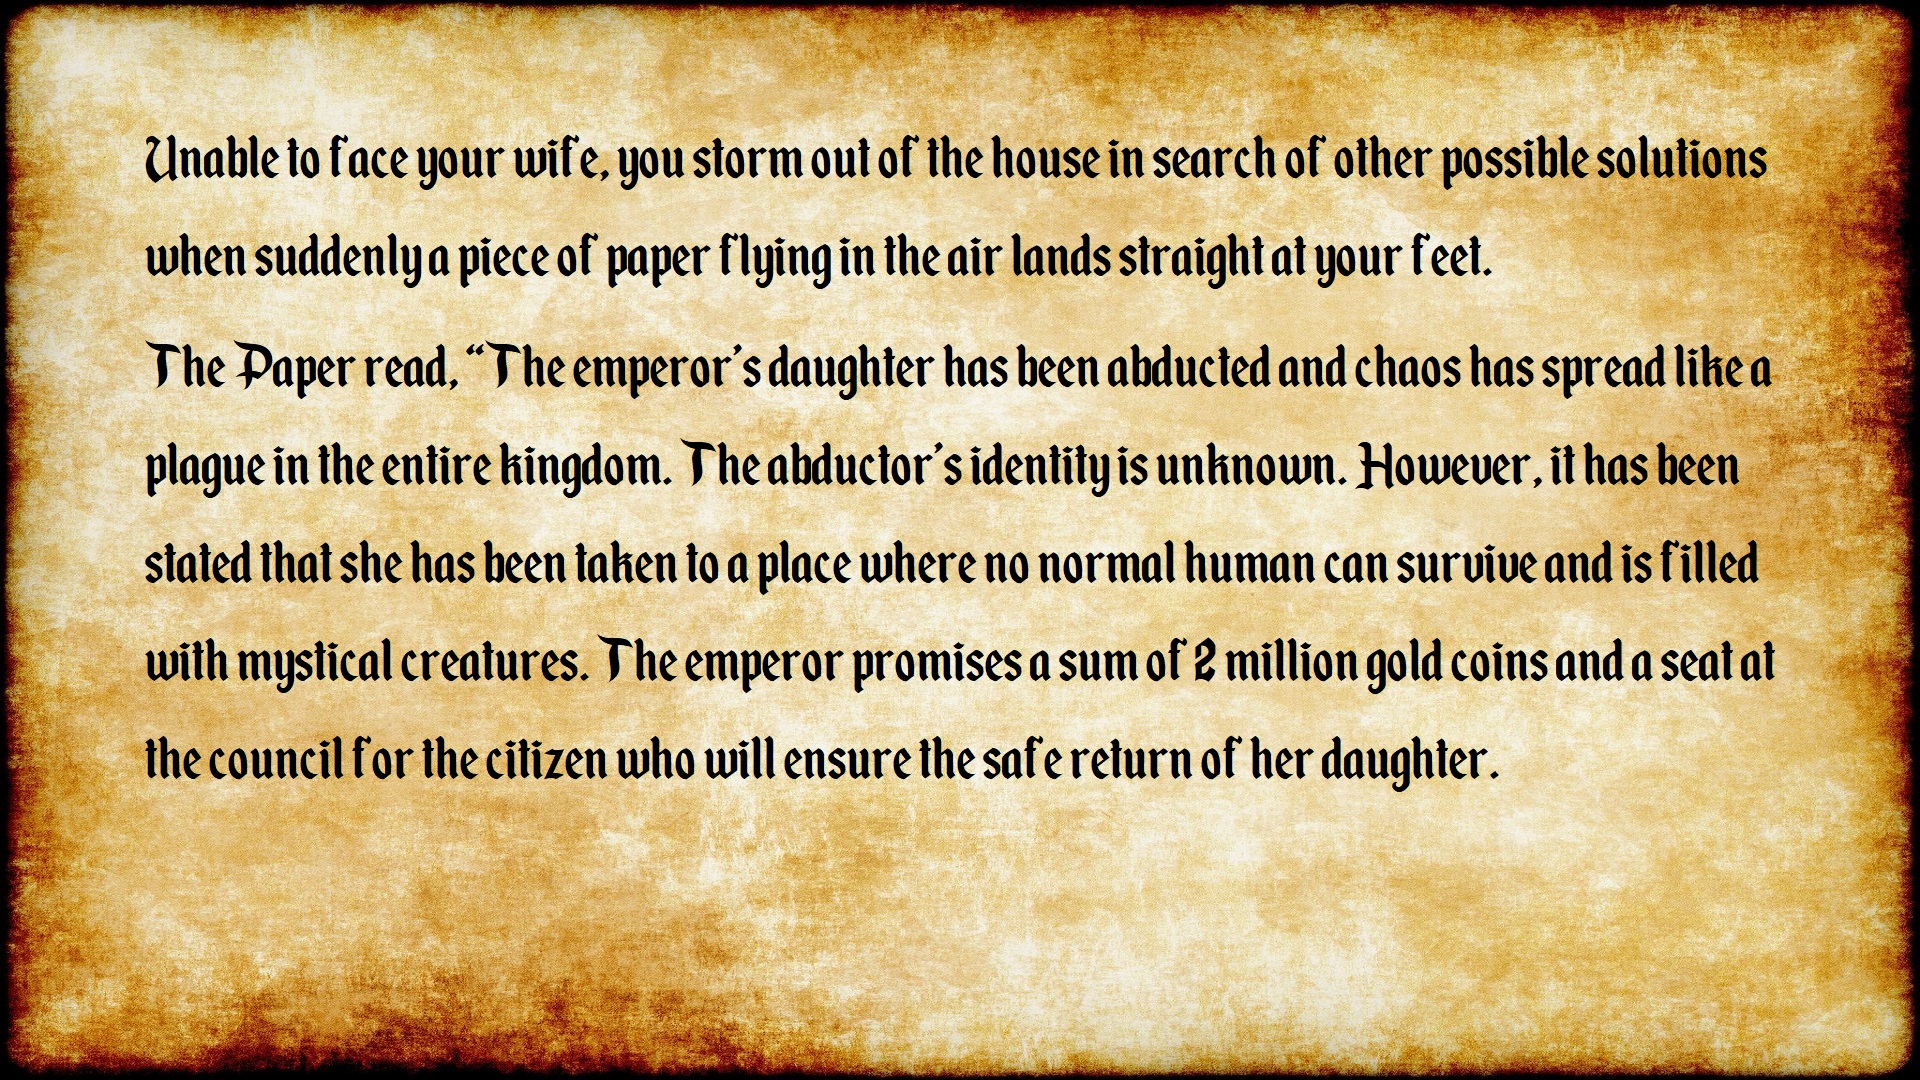 Unable to face your wife, you storm out of the house in search of other possible solutions
when suddenly a piece of paper flying in the air lands straight at your feet.
The Paper read, “The emperor’s daughter has been abducted and chaos has spread like a
plague in the entire kingdom. The abductor’s identity is unknown. However, it has been
stated that she has been taken to a place where no normal human can survive and is filled
with mystical creatures. The emperor promises a sum of 2 million gold coins and a seat at
the council for the citizen who will ensure the safe return of her daughter.